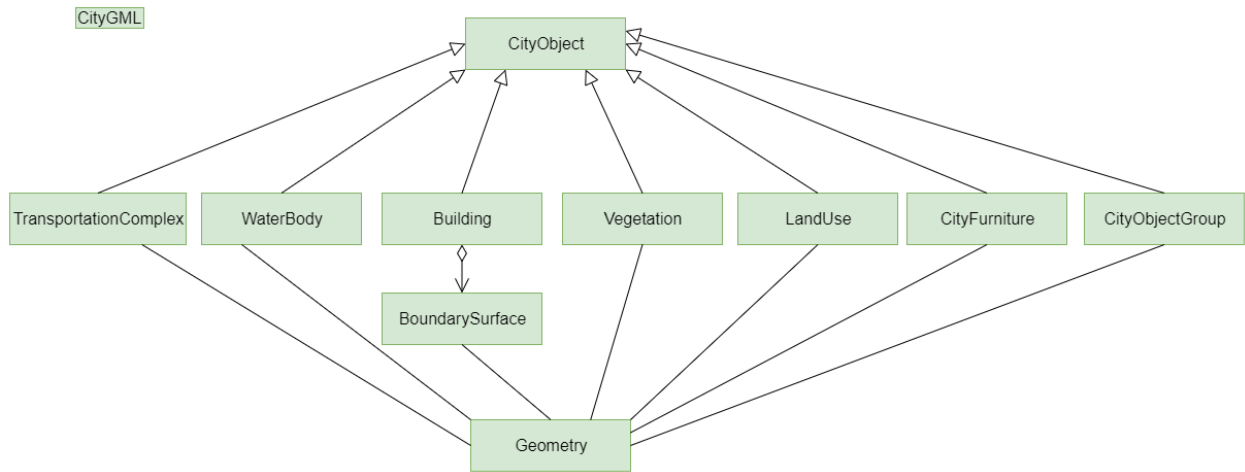 CityGML
CityObject
TransportationComplex
WaterBody
Building
Vegetation
LandUse
CityFurniture
CityObjectGroup
BoundarySurface
Geometry